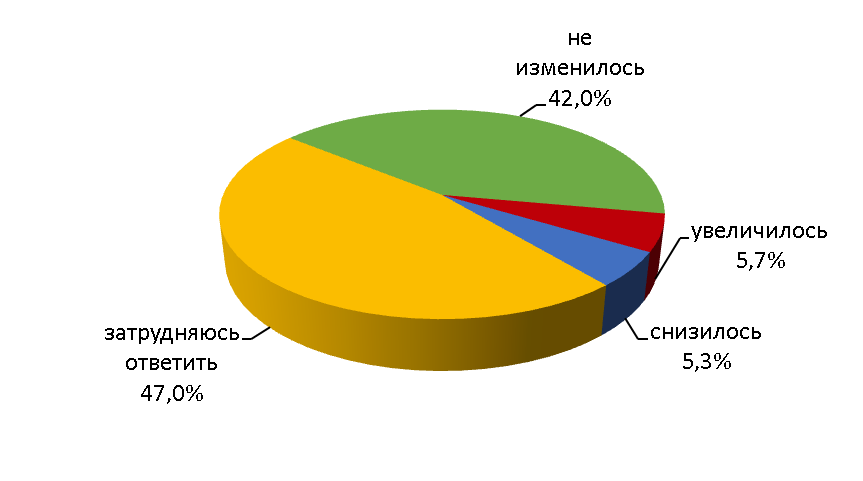 не
изменилось
42,0%
увеличилось
5,7%
снизилось
5,3%
затрудняюсь
ответить
47,0%